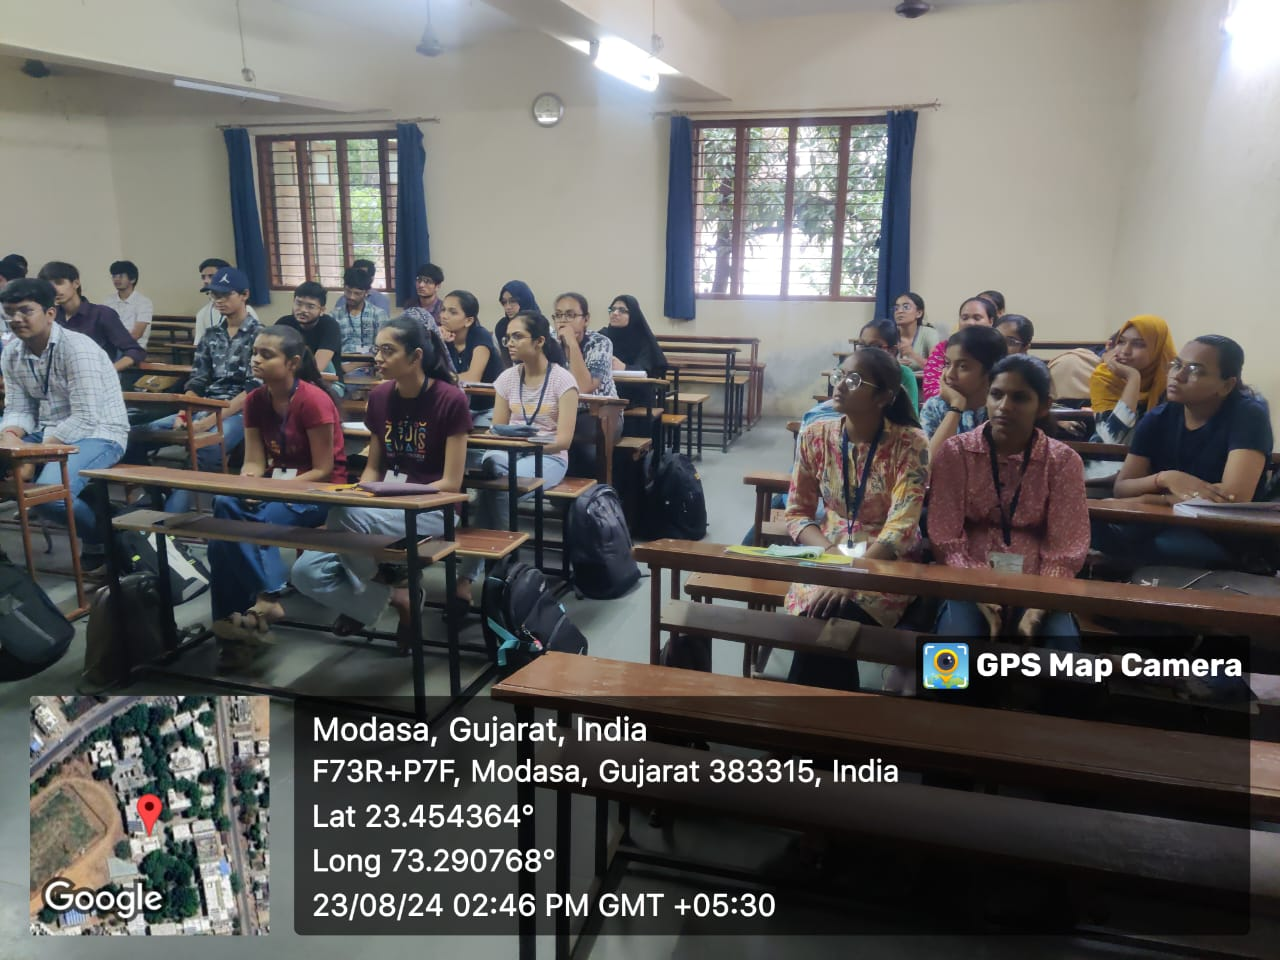 GPS Map Camera
Modasa, Gujarat, India
F73R+P7F, Modasa, Gujarat 383315, India
Lat 23.454364°
Long 73.290768°
23/08/24 02:46 PM GMT +05:30
Google